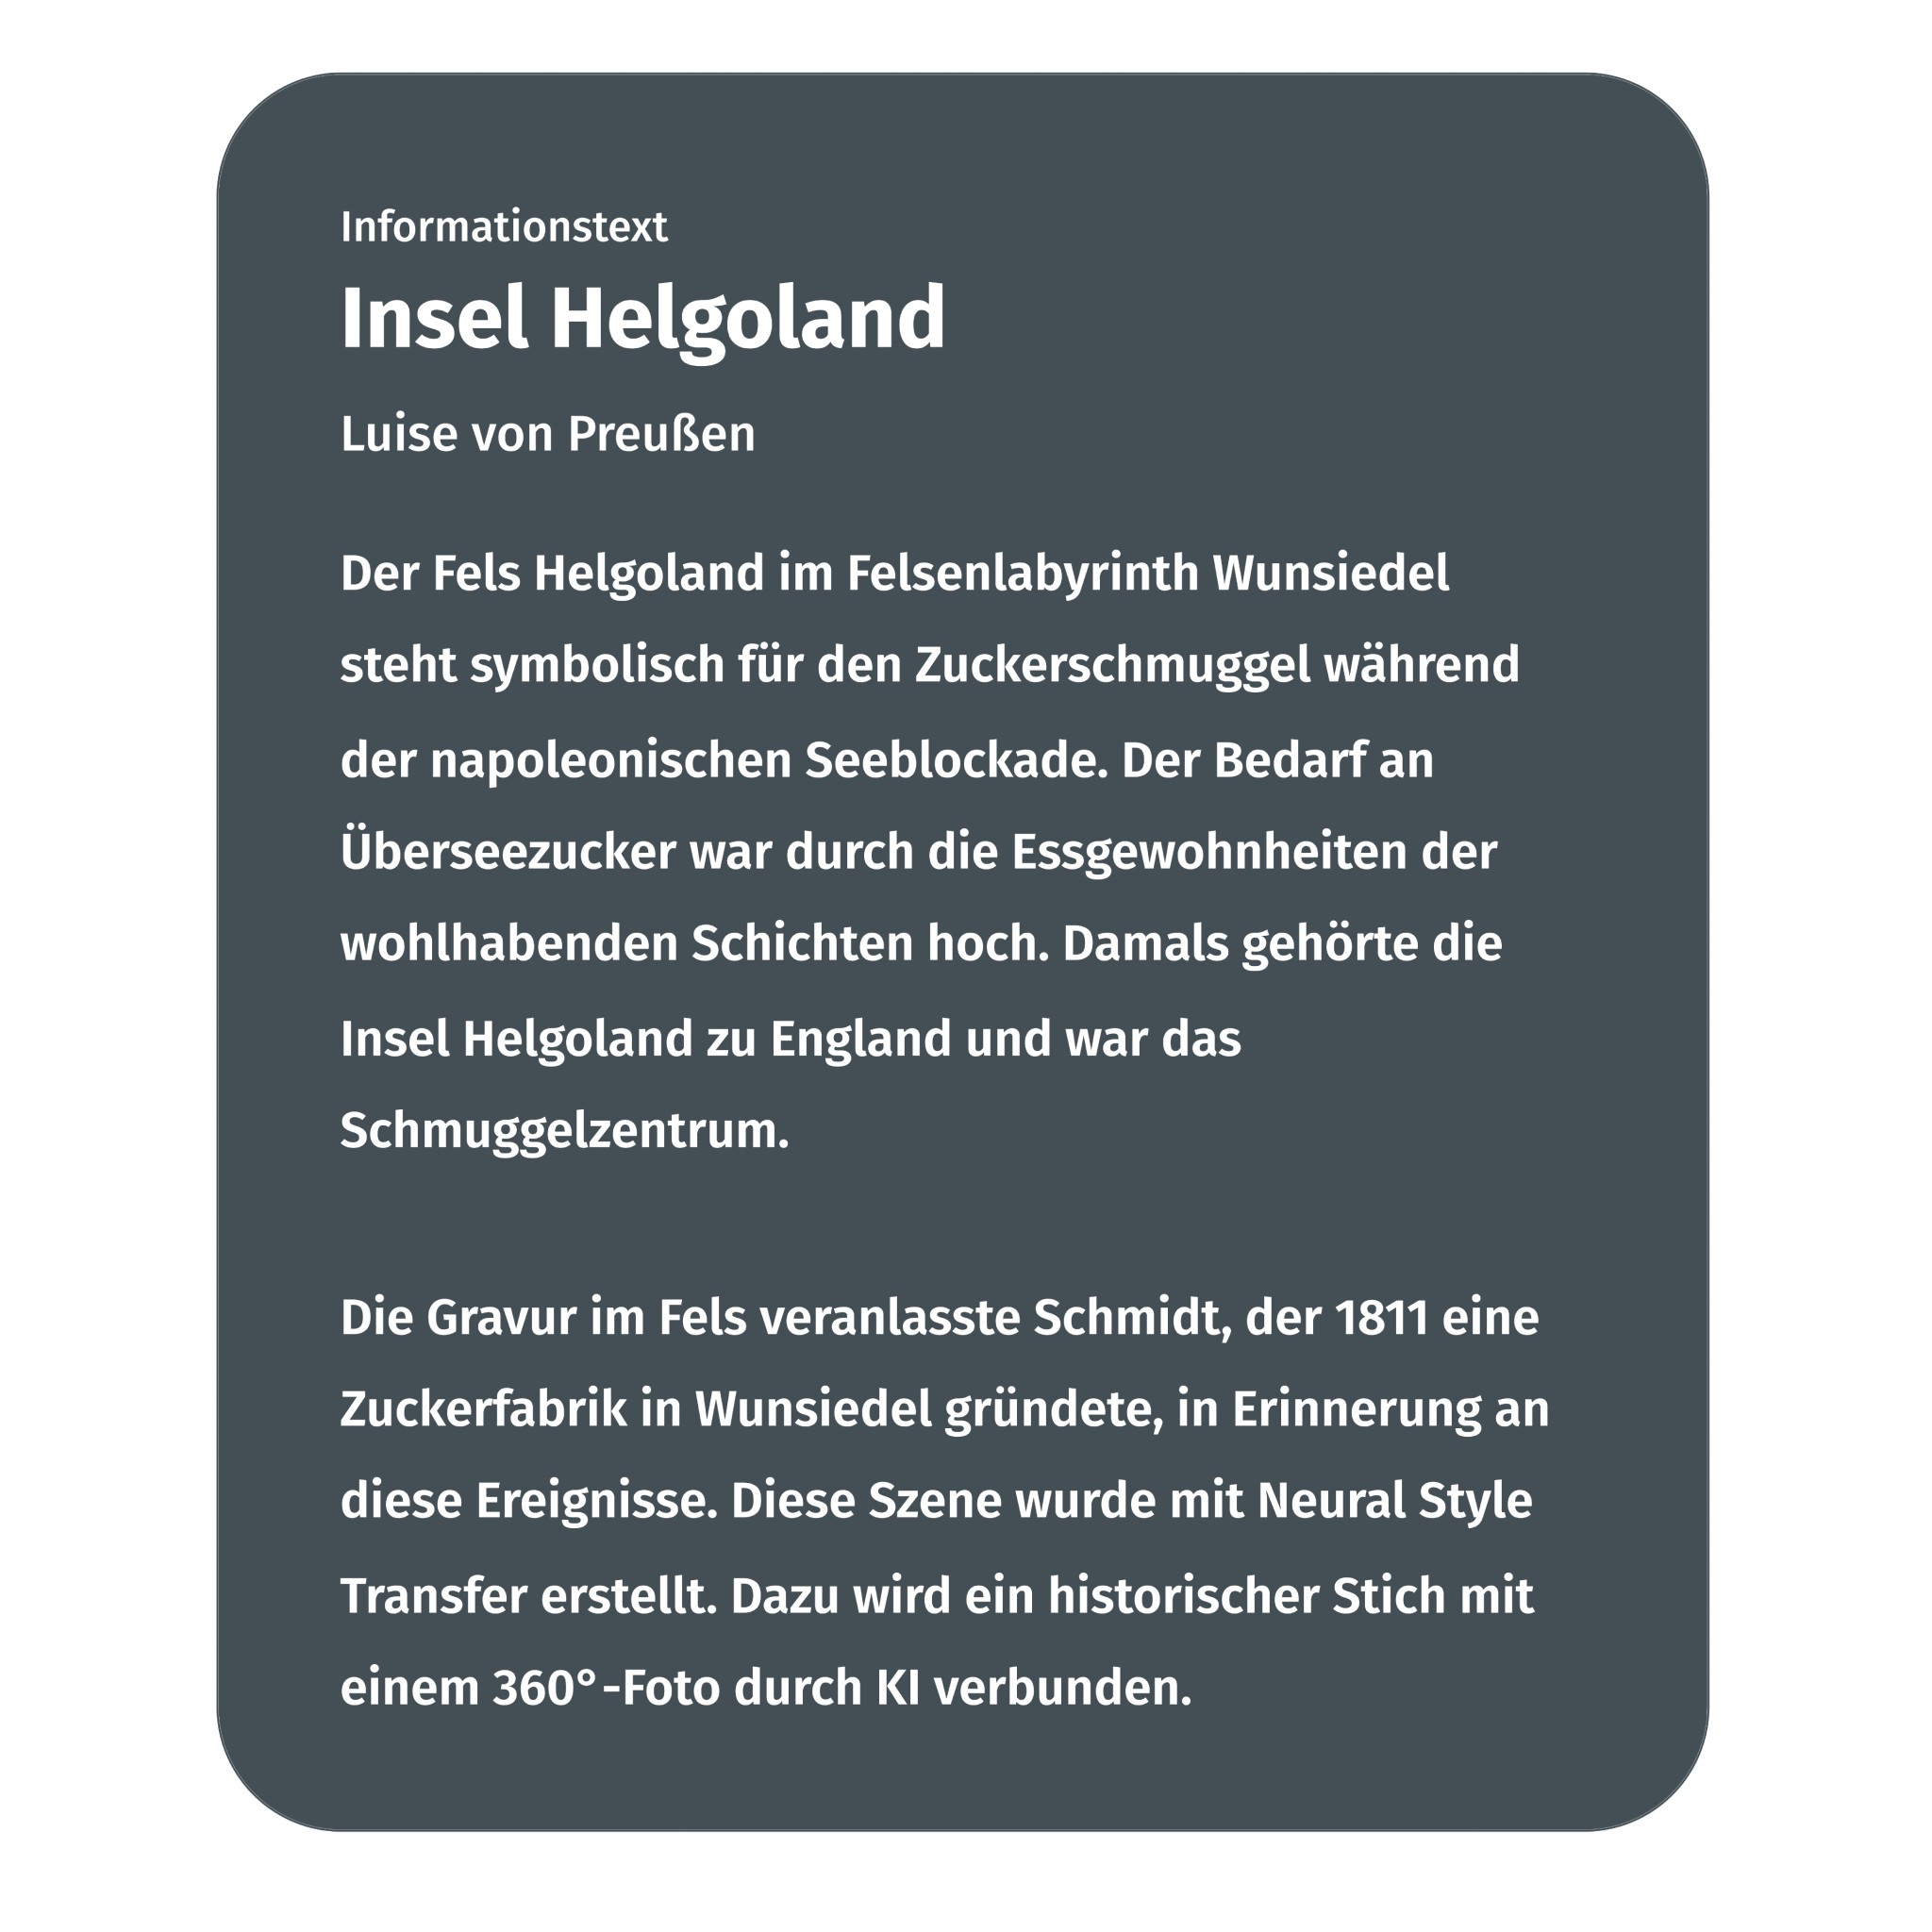 Informationstext
Insel Helgoland
Luise von Preußen
Der Fels Helgoland im Felsenlabyrinth Wunsiedel
steht symbolisch für den Zuckerschmuggel während
der napoleonischen Seeblockade. Der Bedarf an
Überseezucker war durch die Essgewohnheiten der
wohlhabenden Schichten hoch. Damals gehörte die
Insel Helgoland zu England und war das
Schmuggelzentrum.
Die Gravur im Fels veranlasste Schmidt, der 1811 eine
Zuckerfabrik in Wunsiedel gründete, in Erinnerung an
diese Ereignisse. Diese Szene wurde mit Neural Style
Transfer erstellt. Dazu wird ein historischer Stich mit
einem 360°-Foto durch KI verbunden.